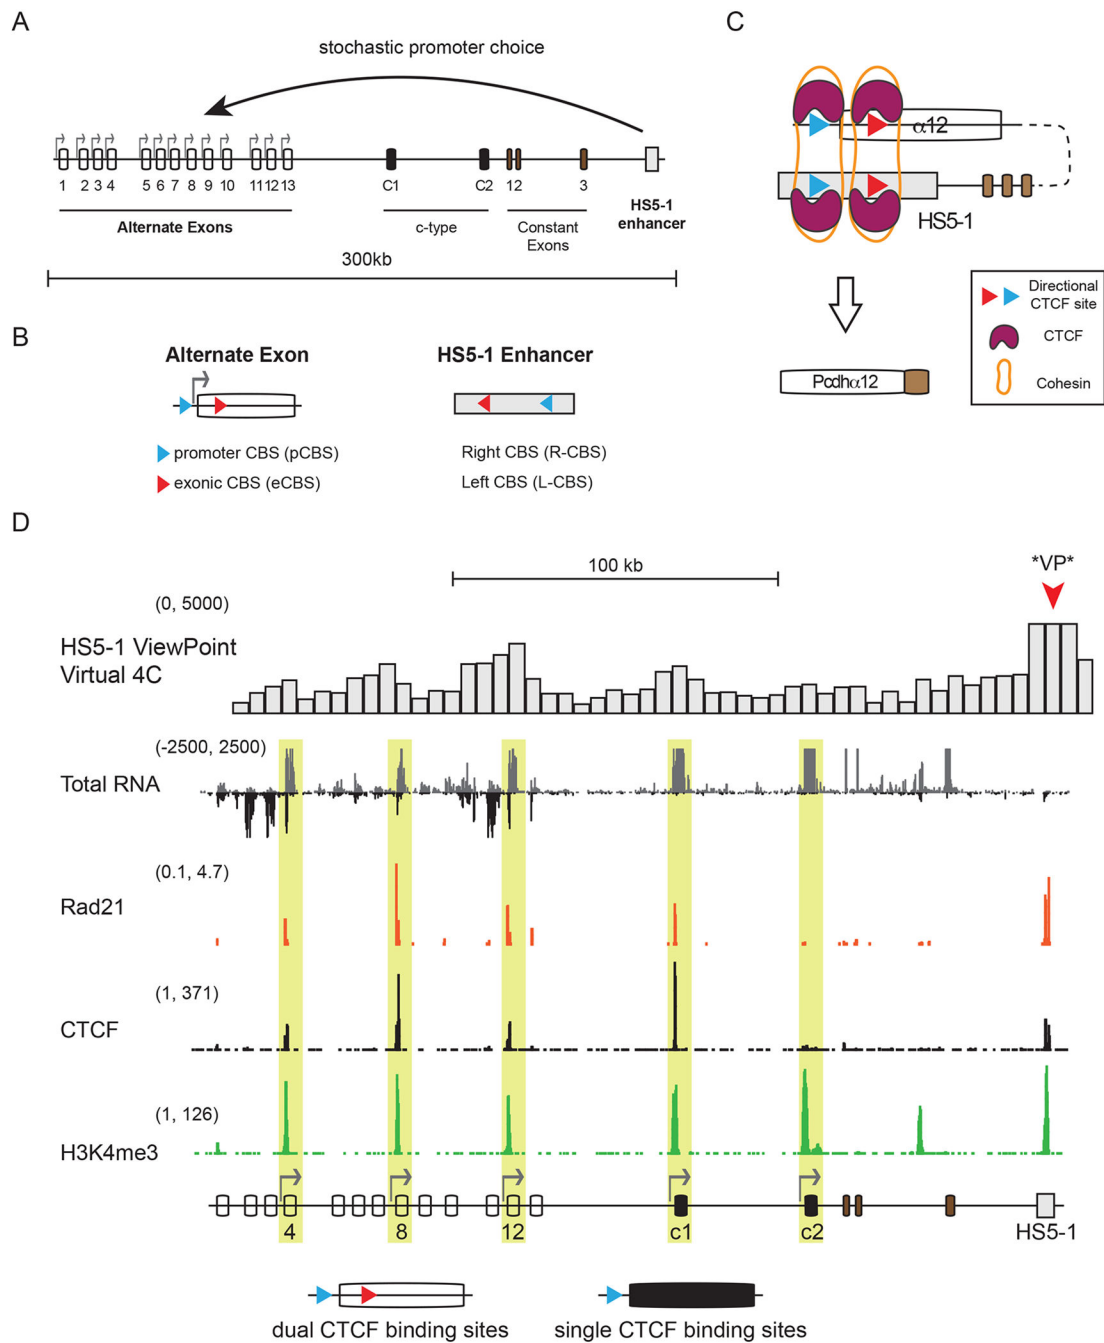 A
stochastic promoter choice
1 2 3 4 5 6 7 8 9 10 11 12 13 C1 C2 12 3
Alternate Exons
c-type
Constant
Exons
HS5-1
enhancer
300kb
B
Alternate Exon
promoter CBS (pCBS)
exonic CBS (eCBS)
HS5-1 Enhancer
Right CBS (R-CBS)
Left CBS (L-CBS)
C
α12
HS5-1
Pcdhα12
Directional
CTCF site
CTCF
Cohesin
D
100 kb
*VP*
(0, 5000)
HS5-1 ViewPoint
Virtual 4C
(-2500, 2500)
Total RNA
(0.1, 4.7)
Rad21
(1, 371)
CTCF
(1, 126)
H3K4me3
4 8 12 c1 c2 HS5-1
dual CTCF binding sites
single CTCF binding sites